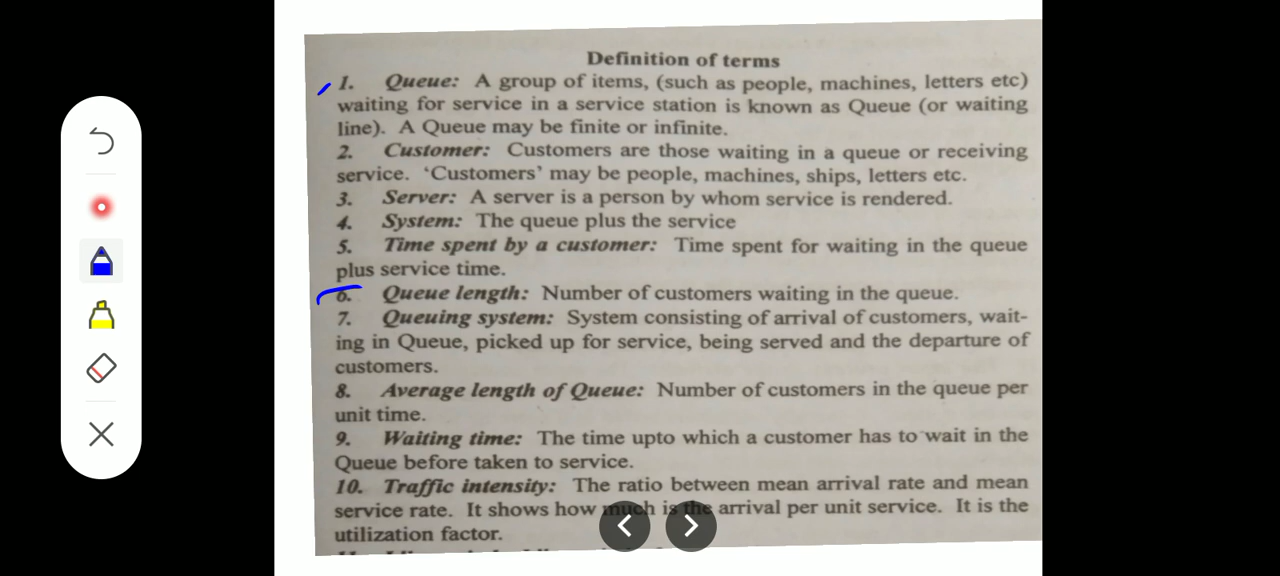 Definition of terms
1. Queue: A group of items, (such as people, machines, letters etc)
waiting for service in a service station is known as Queue (or waiting
line). A Queue may be finite or infinite.
2. Customer: Customers are those waiting in a queue or receiving
service. ‘Customers’ may be people, machines, ships, letters etc.
3. Server: A server is a person by whom service is rendered.
4. System: The queue plus the service
5. Time spent by a customer: Time spent for waiting in the queue
plus service time.
6. Queue length: Number of customers waiting in the queue.
7. Queuing system: System consisting of arrival of customers, wait-
ing in Queue, picked up for service, being served and the departure of
customers.
8. Average length of Queue: Number of customers in the queue per
unit time.
9. Waiting time: The time upto which a customer has to wait in the
Queue before taken to service.
10. Traffic intensity: The ratio between mean arrival rate and mean
service rate. It shows how much is the arrival per unit service. It is the
utilization factor.